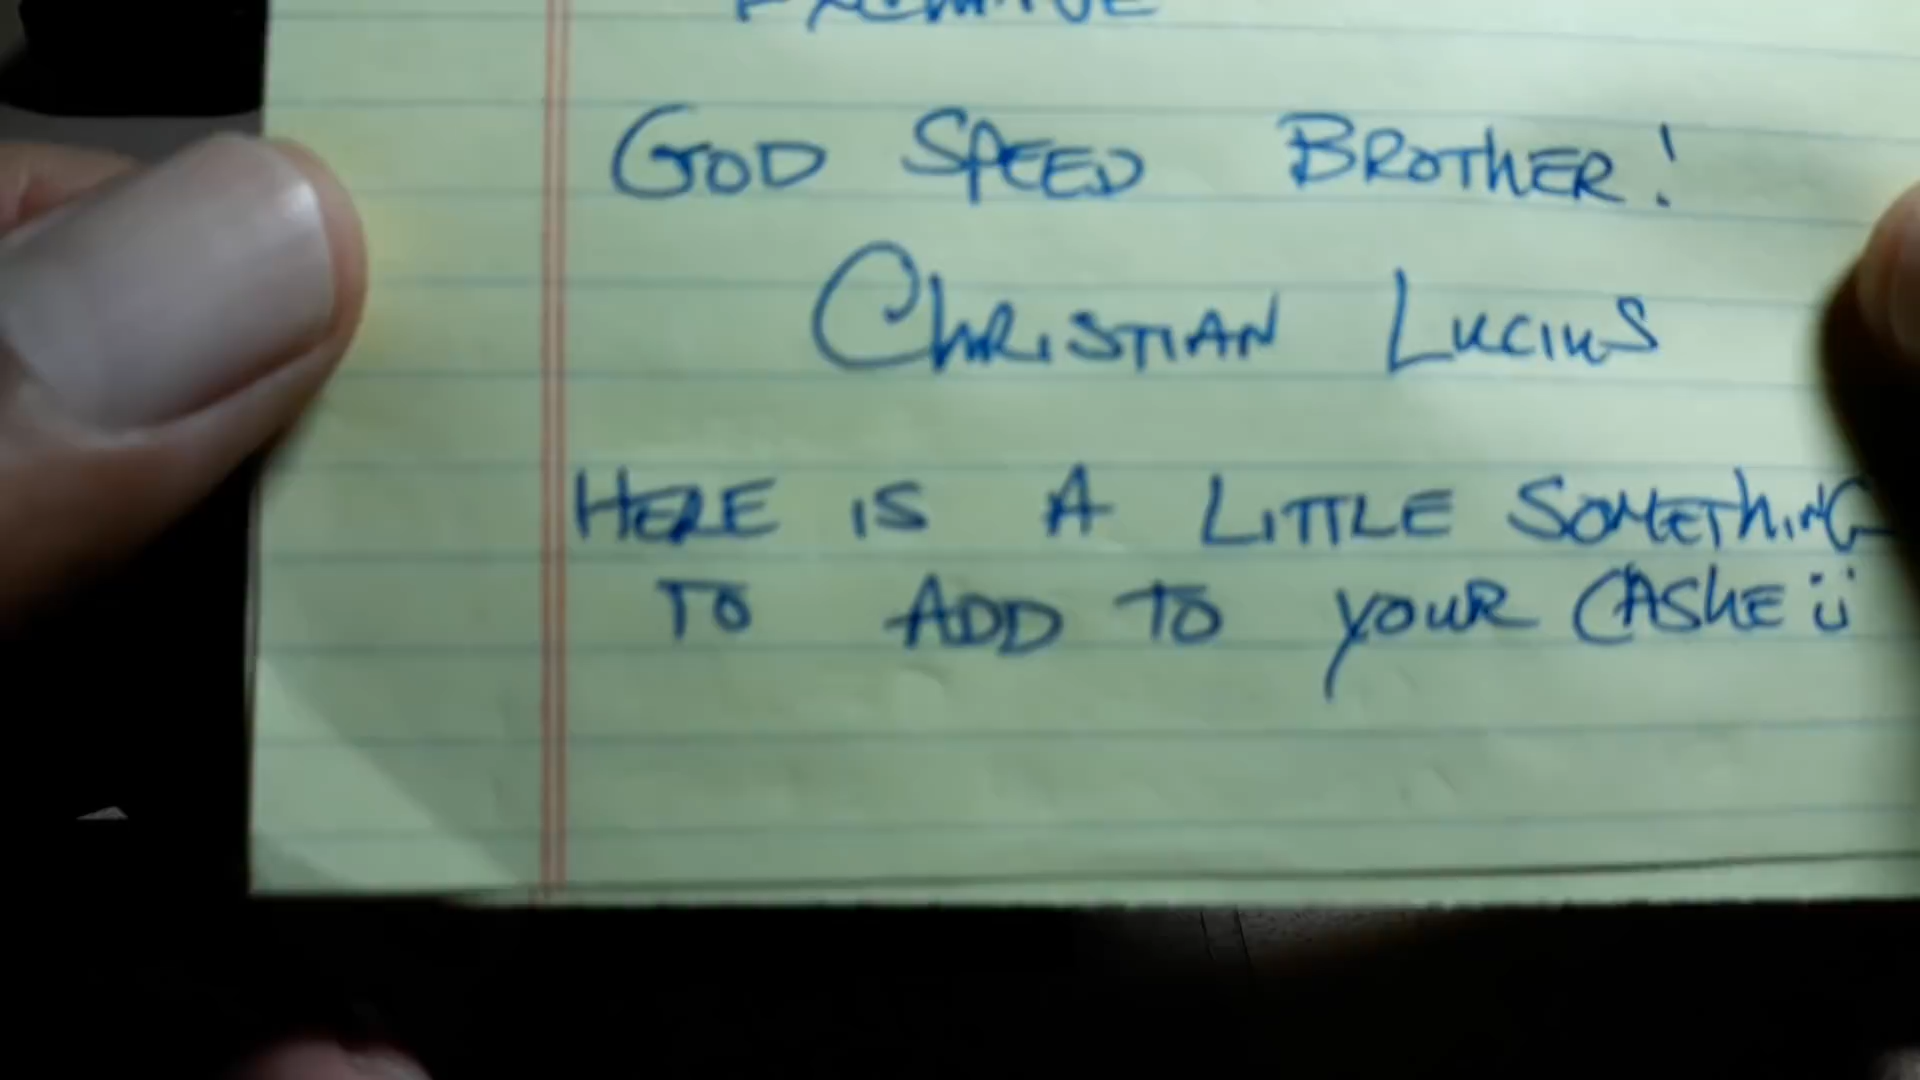 GOD SPEED BROTHER!
CHRISTIAN LUCIUS
HERE IS A LITTLE SOMETHING
TO ADD TO YOUR CASHE ü